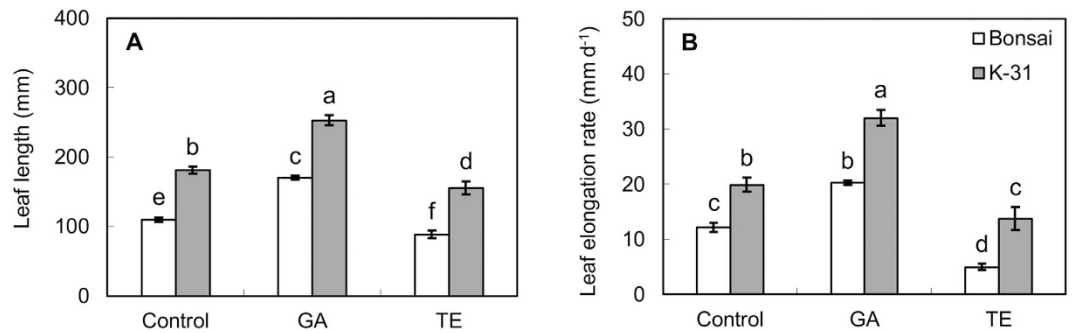 A
Leaf length (mm)
400
300
200
100
0
e
b
c
a
f
d
Control
GA
TE
B
Bonsai
K-31
Leaf elongation rate (mm d⁻¹)
50
40
30
20
10
0
c
b
b
a
d
c
Control
GA
TE